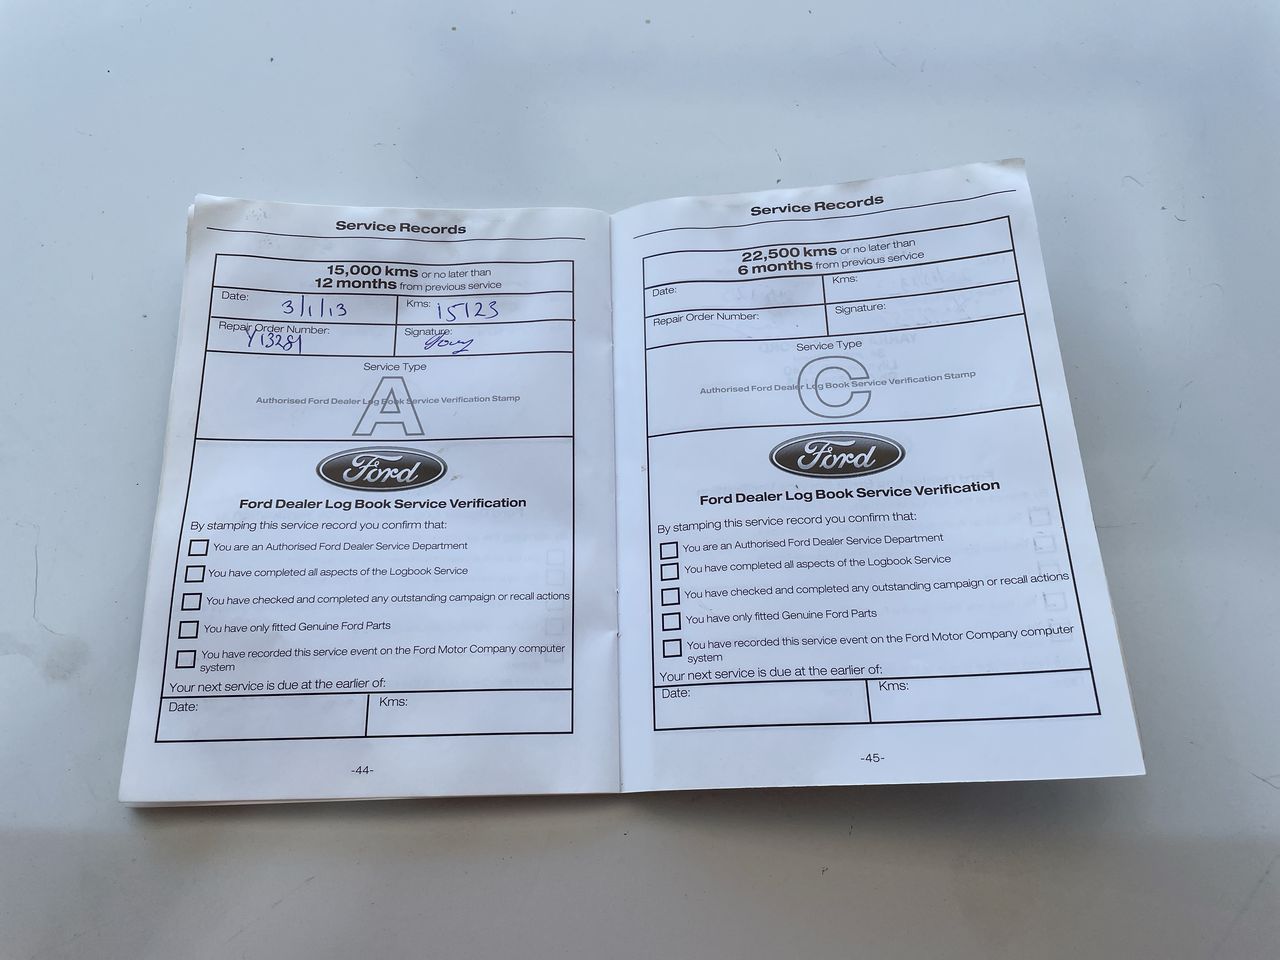 Service Records
15,000 kms or no later than
12 months from previous service
Date: 3/1/13 Kms: 15123
Repair Order Number: Y13281 Signature:
Service Type
A
Authorised Ford Dealer Log Book Service Verification Stamp
Ford
Ford Dealer Log Book Service Verification
By stamping this service record you confirm that:
You are an Authorised Ford Dealer Service Department
You have completed all aspects of the Logbook Service
You have checked and completed any outstanding campaign or recall actions
You have only fitted Genuine Ford Parts
You have recorded this service event on the Ford Motor Company computer
system
Your next service is due at the earlier of:
Date: Kms:
-44-
Service Records
22,500 kms or no later than
6 months from previous service
Date: Kms:
Repair Order Number: Signature:
Service Type
C
Authorised Ford Dealer Log Book Service Verification Stamp
Ford
Ford Dealer Log Book Service Verification
By stamping this service record you confirm that:
You are an Authorised Ford Dealer Service Department
You have completed all aspects of the Logbook Service
You have checked and completed any outstanding campaign or recall actions
You have only fitted Genuine Ford Parts
You have recorded this service event on the Ford Motor Company computer
system
Your next service is due at the earlier of:
Date: Kms:
-45-